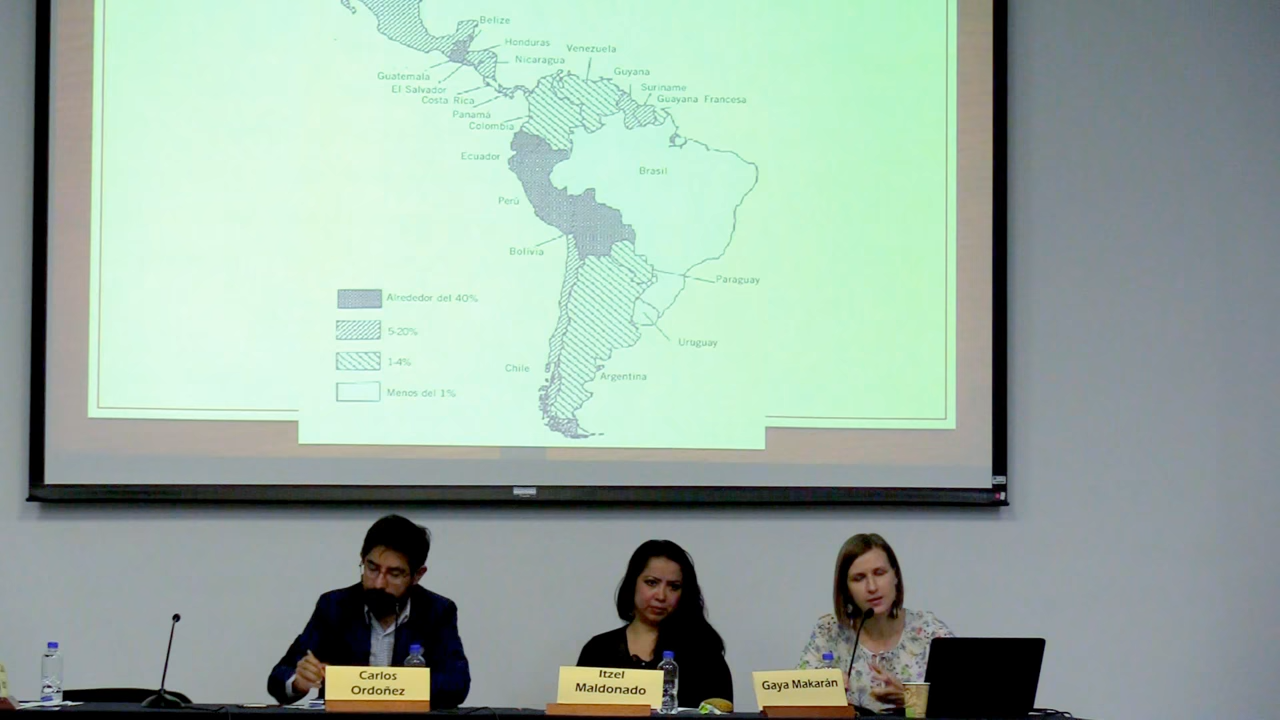 Belize
Honduras
Venezuela
Nicaragua
Guyana
Guatemala
Suriname
El Salvador
Guayana Francesa
Costa Rica
Panamá
Colombia
Ecuador
Brasil
Perú
Bolivia
Paraguay
Alrededor del 40%
5-20%
Uruguay
1-4%
Chile
Argentina
Menos del 1%
Carlos
Ordoñez
Itzel
Maldonado
Gaya Makarán